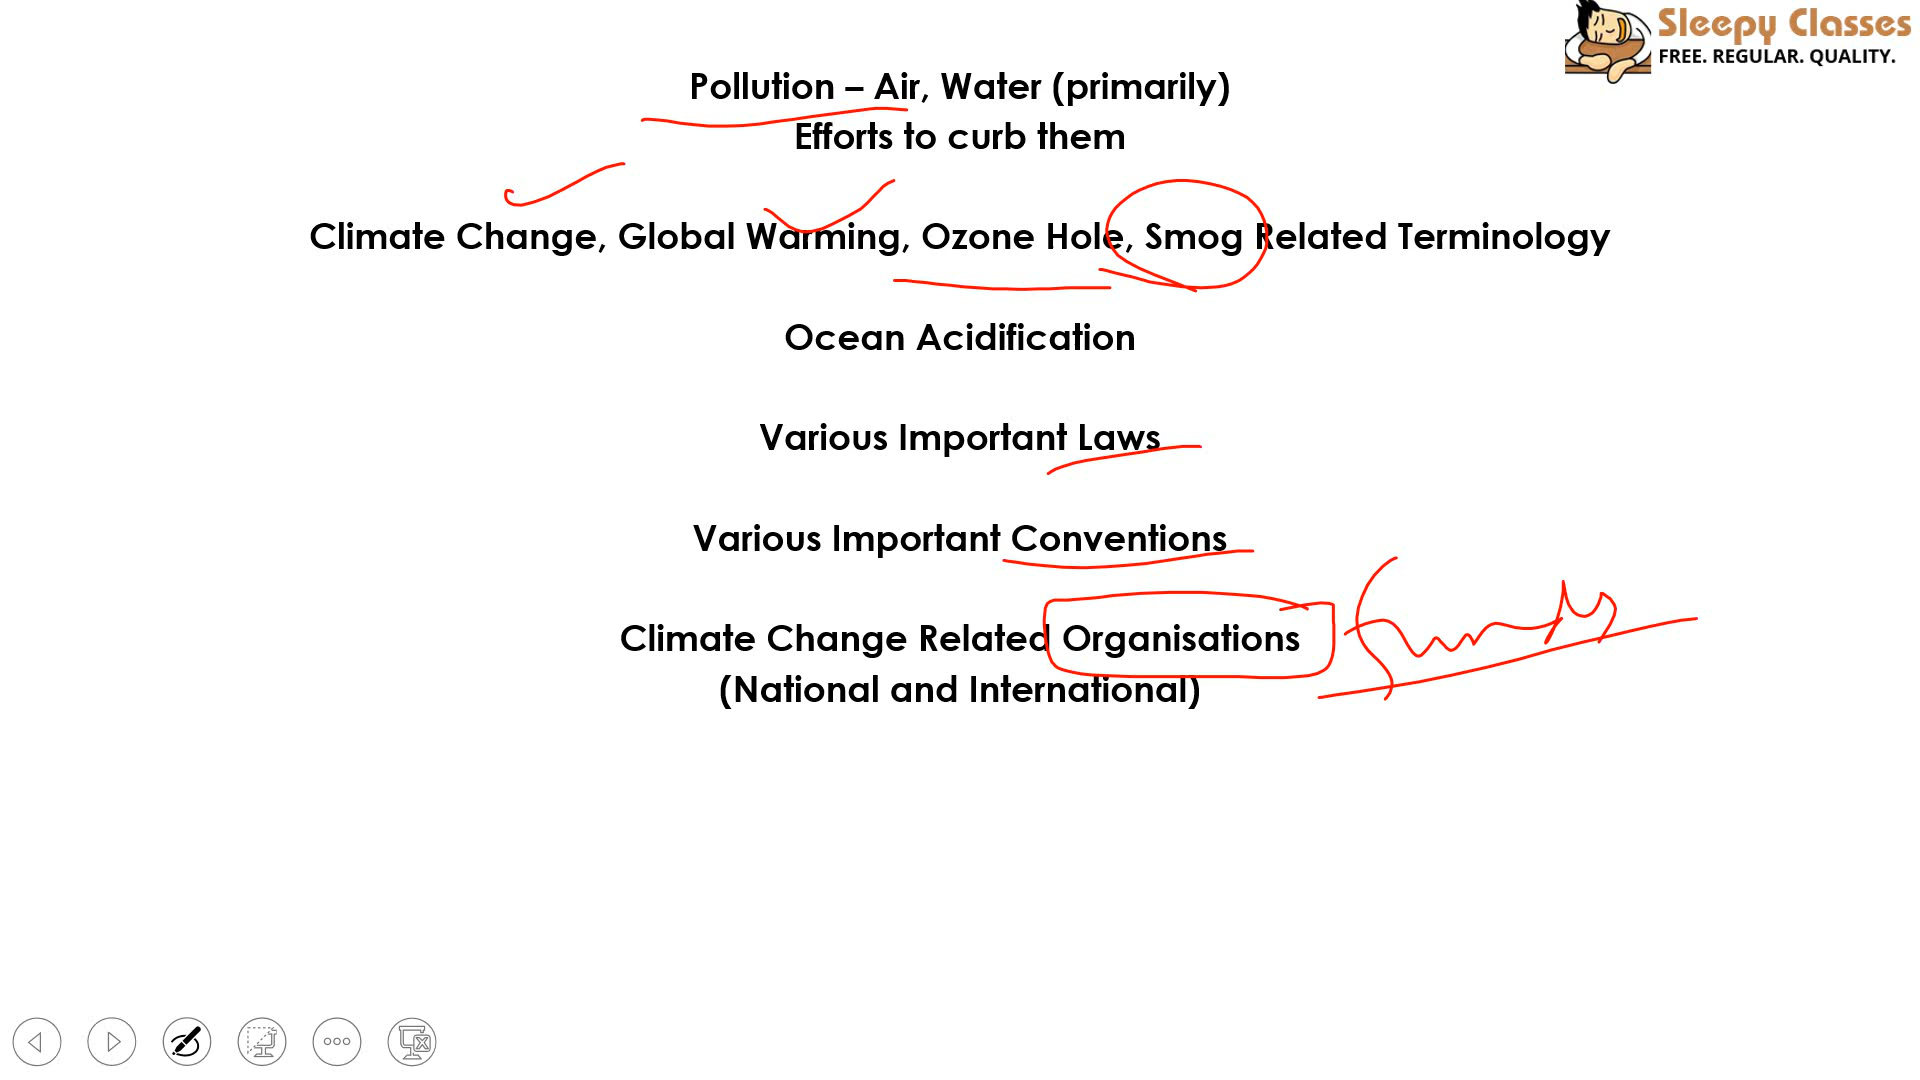 Sleepy Classes
FREE. REGULAR. QUALITY.
Pollution – Air, Water (primarily)
Efforts to curb them
Climate Change, Global Warming, Ozone Hole, Smog Related Terminology
Ocean Acidification
Various Important Laws
Various Important Conventions
Climate Change Related Organisations
(National and International)
funds